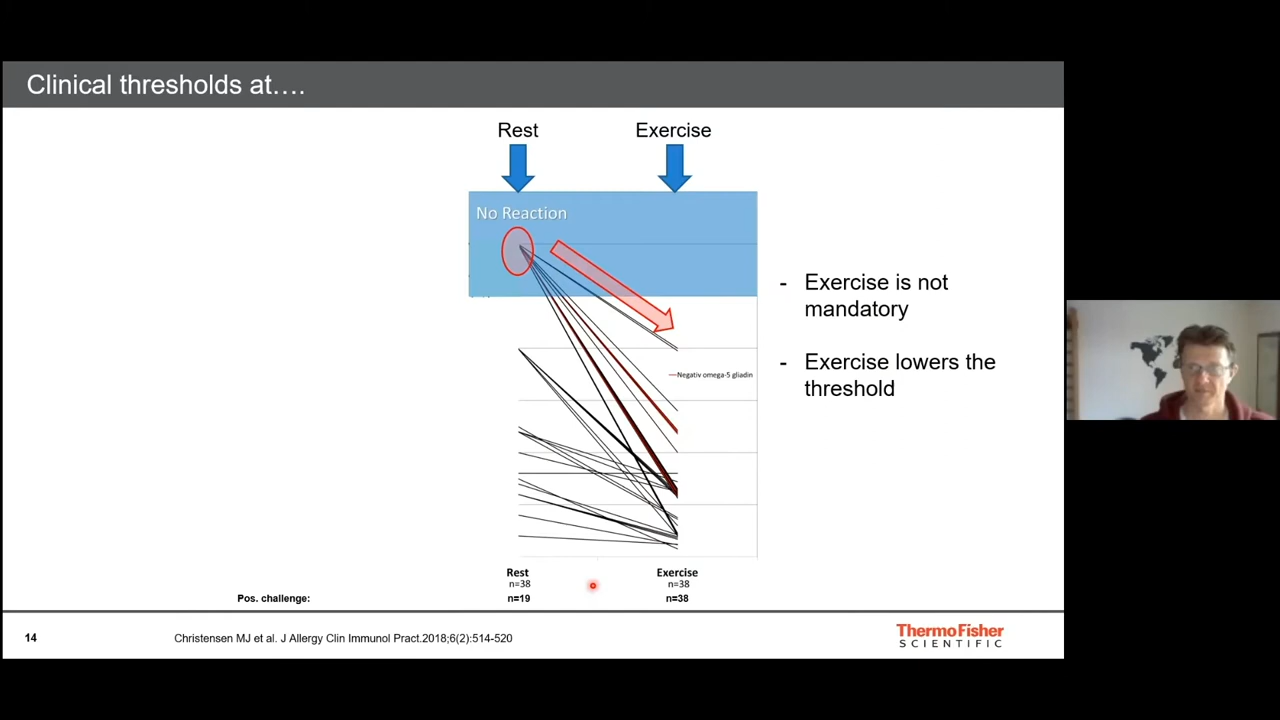 Clinical thresholds at….
Rest
Exercise
No Reaction
- Exercise is not
mandatory
- Exercise lowers the
threshold
Negativ omega-5 gliadin
Rest
n=38
Exercise
n=38
Pos. challenge:
n=19
n=38
14
Christensen MJ et al. J Allergy Clin Immunol Pract.2018;6(2):514-520
ThermoFisher
SCIENTIFIC